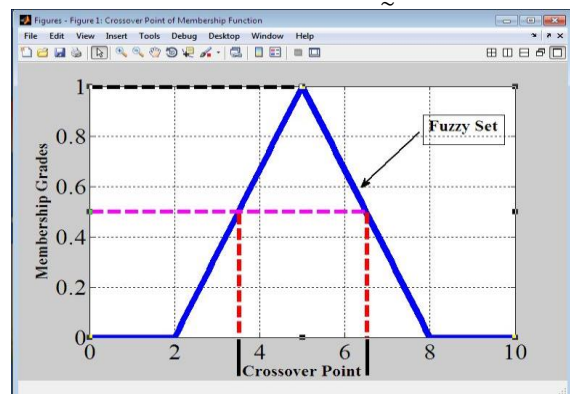 ~
Figures - Figure 1: Crossover Point of Membership Function
File Edit View Insert Tools Debug Desktop Window Help
1
0.8
0.6
0.4
0.2
0
Membership Grades
Fuzzy Set
0 2 4 6 8 10
Crossover Point